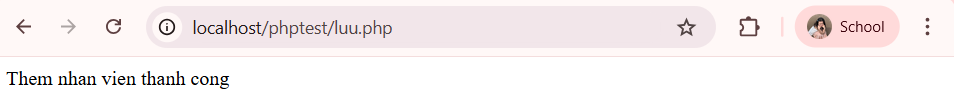 localhost/phptest/luu.php
School
Them nhan vien thanh cong